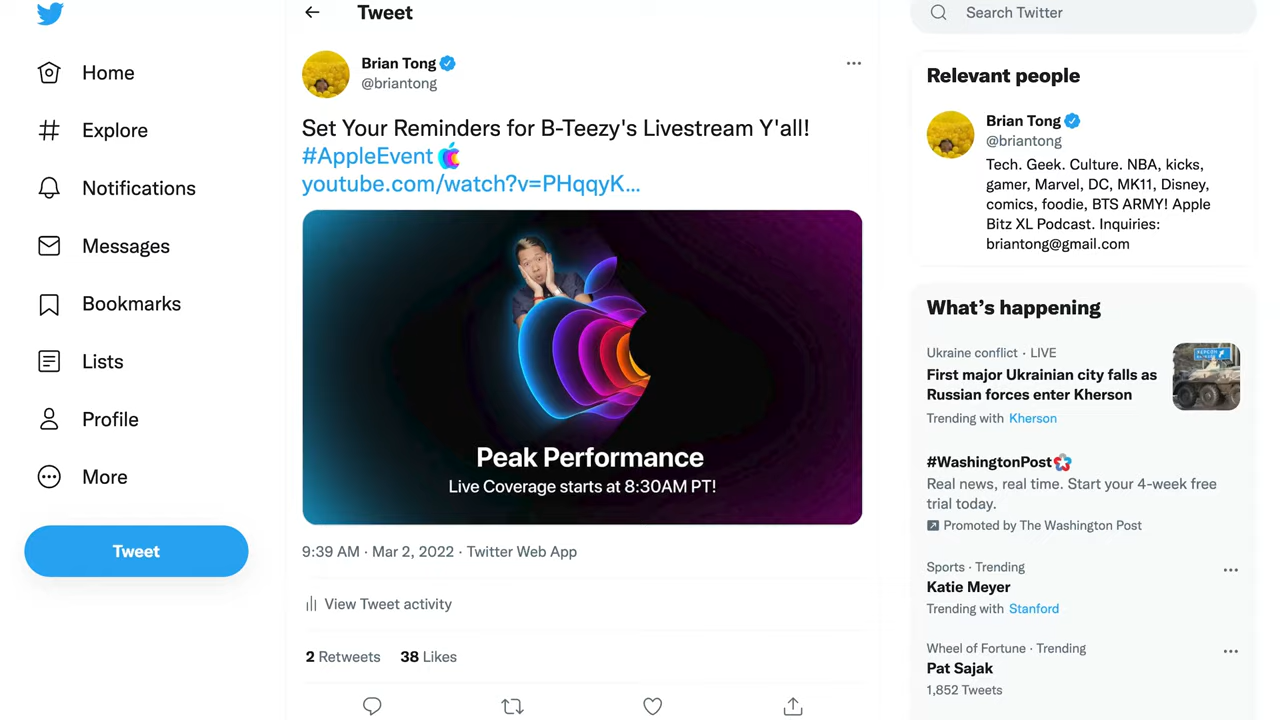 Home
Explore
Notifications
Messages
Bookmarks
Lists
Profile
More
Tweet
Tweet
Brian Tong
@briantong
Set Your Reminders for B-Teezy's Livestream Y'all!
#AppleEvent
youtube.com/watch?v=PHqqyK...
Peak Performance
Live Coverage starts at 8:30AM PT!
9:39 AM · Mar 2, 2022 · Twitter Web App
View Tweet activity
2 Retweets 38 Likes
Search Twitter
Relevant people
Brian Tong
@briantong
Tech. Geek. Culture. NBA, kicks,
gamer, Marvel, DC, MK11, Disney,
comics, foodie, BTS ARMY! Apple
Bitz XL Podcast. Inquiries:
briantong@gmail.com
What's happening
Ukraine conflict · LIVE
First major Ukrainian city falls as
Russian forces enter Kherson
Trending with Kherson
#WashingtonPost
Real news, real time. Start your 4-week free
trial today.
Promoted by The Washington Post
Sports · Trending
Katie Meyer
Trending with Stanford
Wheel of Fortune · Trending
Pat Sajak
1,852 Tweets